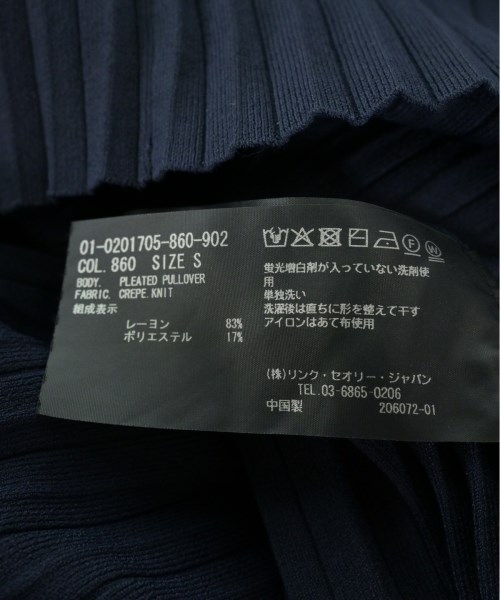 01-0201705-860-902
COL. 860 SIZE S
BODY. PLEATED PULLOVER
FABRIC. CREPE.KNIT
組成表示
レーヨン 83%
ポリエステル 17%
蛍光増白剤が入っていない洗剤使
用
単独洗い
洗濯後は直ちに形を整えて干す
アイロンはあて布使用
(株)リンク・セオリー・ジャパン
TEL.03-6865-0206
中国製 206072-01